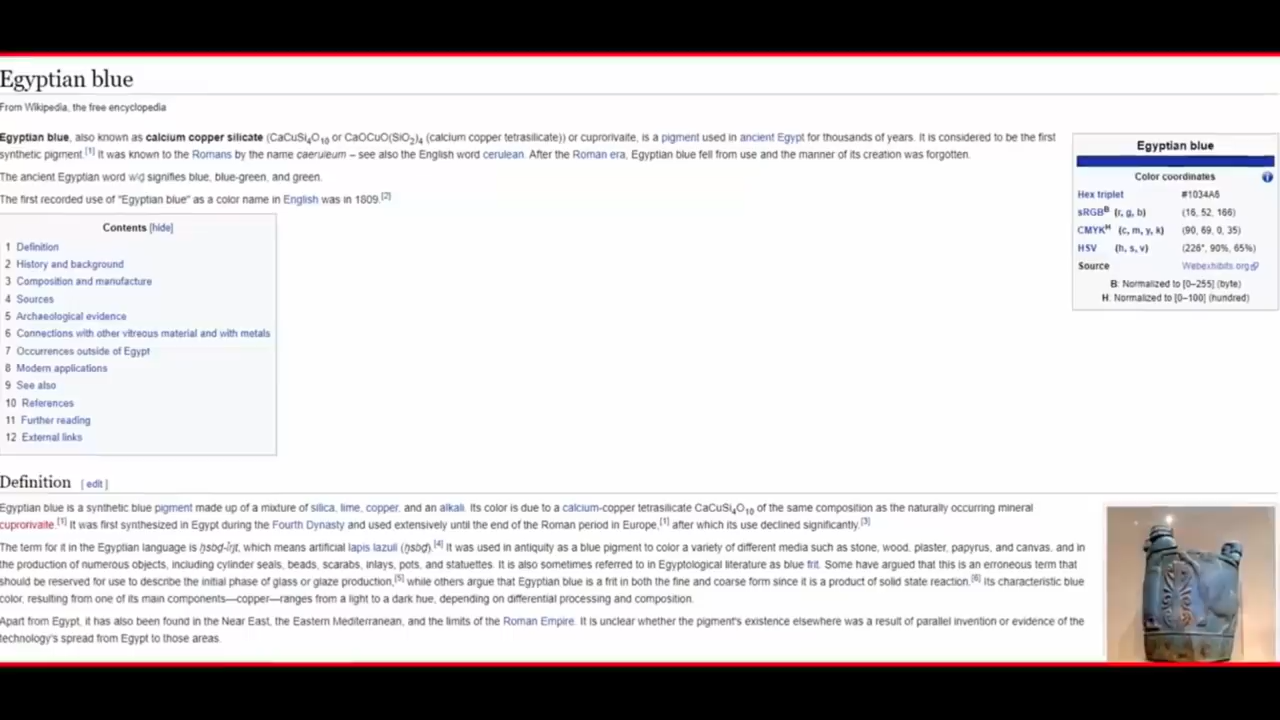 Egyptian blue
From Wikipedia, the free encyclopedia
Egyptian blue, also known as calcium copper silicate (CaCuSi₄O₁₀ or CaOCuO(SiO₂)₄ (calcium copper tetrasilicate)) or cuprorivaite, is a pigment used in ancient Egypt for thousands of years. It is considered to be the first
synthetic pigment.[1] It was known to the Romans by the name caeruleum – see also the English word cerulean. After the Roman era, Egyptian blue fell from use and the manner of its creation was forgotten.
The ancient Egyptian word signifies blue, blue-green, and green.
The first recorded use of "Egyptian blue" as a color name in English was in 1809.[2]
Contents [hide]
1 Definition
2 History and background
3 Composition and manufacture
4 Sources
5 Archaeological evidence
6 Connections with other vitreous material and with metals
7 Occurrences outside of Egypt
8 Modern applications
9 See also
10 References
11 Further reading
12 External links
Egyptian blue
Color coordinates
Hex triplet #1034A6
sRGBᴮ (r, g, b) (16, 52, 166)
CMYKᴴ (c, m, y, k) (90, 69, 0, 35)
HSV (h, s, v) (226°, 90%, 65%)
Source Webexhibits.org
B: Normalized to [0–255] (byte)
H: Normalized to [0–100] (hundred)
Definition [ edit ]
Egyptian blue is a synthetic blue pigment made up of a mixture of silica, lime, copper, and an alkali. Its color is due to a calcium-copper tetrasilicate CaCuSi₄O₁₀ of the same composition as the naturally occurring mineral
cuprorivaite.[1] It was first synthesized in Egypt during the Fourth Dynasty and used extensively until the end of the Roman period in Europe,[1] after which its use declined significantly.[3]
The term for it in the Egyptian language is which means artificial lapis lazuli [4] It was used in antiquity as a blue pigment to color a variety of different media such as stone, wood, plaster, papyrus, and canvas, and in
the production of numerous objects, including cylinder seals, beads, scarabs, inlays, pots, and statuettes. It is also sometimes referred to in Egyptological literature as blue frit. Some have argued that this is an erroneous term that
should be reserved for use to describe the initial phase of glass or glaze production,[5] while others argue that Egyptian blue is a frit in both the fine and coarse form since it is a product of solid state reaction.[6] Its characteristic blue
color, resulting from one of its main components—copper—ranges from a light to a dark hue, depending on differential processing and composition.
Apart from Egypt, it has also been found in the Near East, the Eastern Mediterranean, and the limits of the Roman Empire. It is unclear whether the pigment's existence elsewhere was a result of parallel invention or evidence of the
technology's spread from Egypt to those areas.